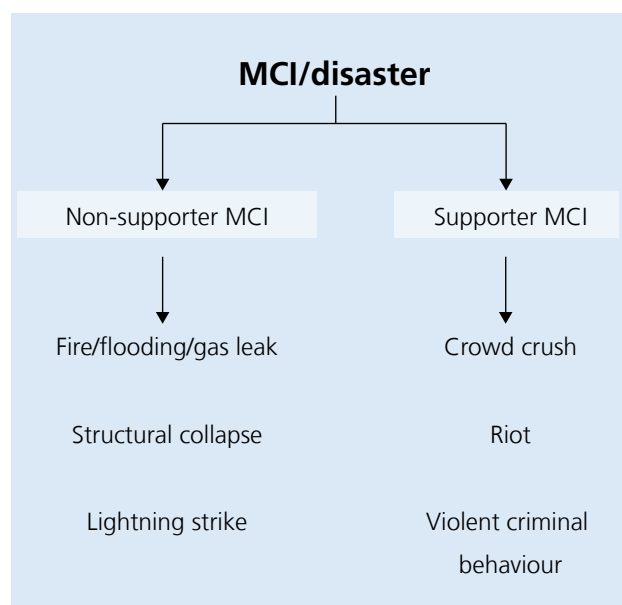 MCI/disaster
Non-supporter MCI
Supporter MCI
Fire/flooding/gas leak
Crowd crush
Structural collapse
Riot
Lightning strike
Violent criminal
behaviour